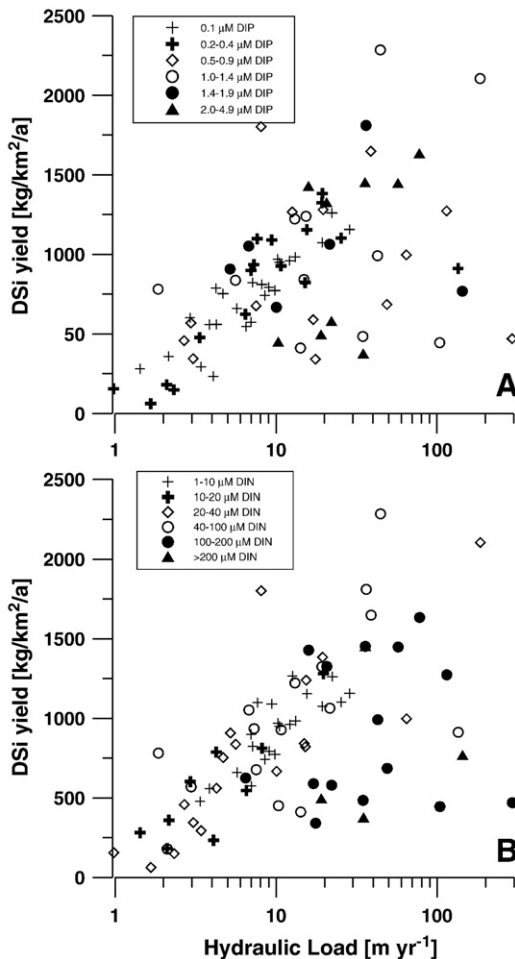 A
+ 0.1 µM DIP
✚ 0.2-0.4 µM DIP
◇ 0.5-0.9 µM DIP
○ 1.0-1.4 µM DIP
● 1.4-1.9 µM DIP
▲ 2.0-4.9 µM DIP
DSi yield [kg/km²/a]
2500
2000
1500
1000
50
0
1
10
100
A
+ 1-10 µM DIN
✚ 10-20 µM DIN
◇ 20-40 µM DIN
○ 40-100 µM DIN
● 100-200 µM DIN
▲ >200 µM DIN
DSi yield [kg/km²/a]
2500
2000
1500
1000
500
0
1
10
100
B
Hydraulic Load [m yr⁻¹]